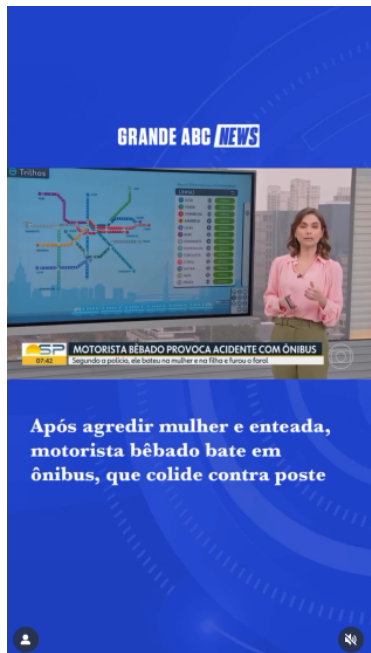 GRANDE ABC NEWS
Trilhos
SP
07:42
MOTORISTA BÊBADO PROVOCA ACIDENTE COM ÔNIBUS
Segundo a polícia, ele bateu na mulher e na filha e furou o farol
Após agredir mulher e enteada,
motorista bêbado bate em
ônibus, que colide contra poste